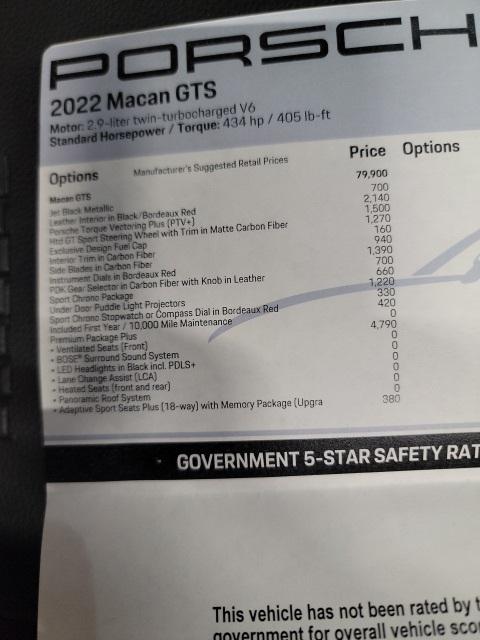 PORSCH
2022 Macan GTS
Motor: 2.9-liter twin-turbocharged V6
Standard Horsepower / Torque: 434 hp / 405 lb-ft
Options Manufacturer's Suggested Retail Prices Price Options
Macan GTS 79,900
Jet Black Metallic 700
Leather Interior in Black/Bordeaux Red 2,140
Porsche Torque Vectoring Plus (PTV+) 1,500
Htd GT Sport Steering Wheel with Trim in Matte Carbon Fiber 1,270
Exclusive Design Fuel Cap 160
Interior Trim in Carbon Fiber 940
Side Blades in Carbon Fiber 1,390
Instrument Dials in Bordeaux Red 700
PDK Gear Selector in Carbon Fiber with Knob in Leather 660
Sport Chrono Package 1,220
Under Door Puddle Light Projectors 330
Sport Chrono Stopwatch or Compass Dial in Bordeaux Red 420
Included First Year / 10,000 Mile Maintenance 0
Premium Package Plus 4,790
• Ventilated Seats (Front) 0
• BOSE® Surround Sound System 0
• LED Headlights in Black incl. PDLS+ 0
• Lane Change Assist (LCA) 0
• Heated Seats (front and rear) 0
• Panoramic Roof System 0
• Adaptive Sport Seats Plus (18-way) with Memory Package (Upgra 380
GOVERNMENT 5-STAR SAFETY RAT
This vehicle has not been rated by t
government for overall vehicle sco